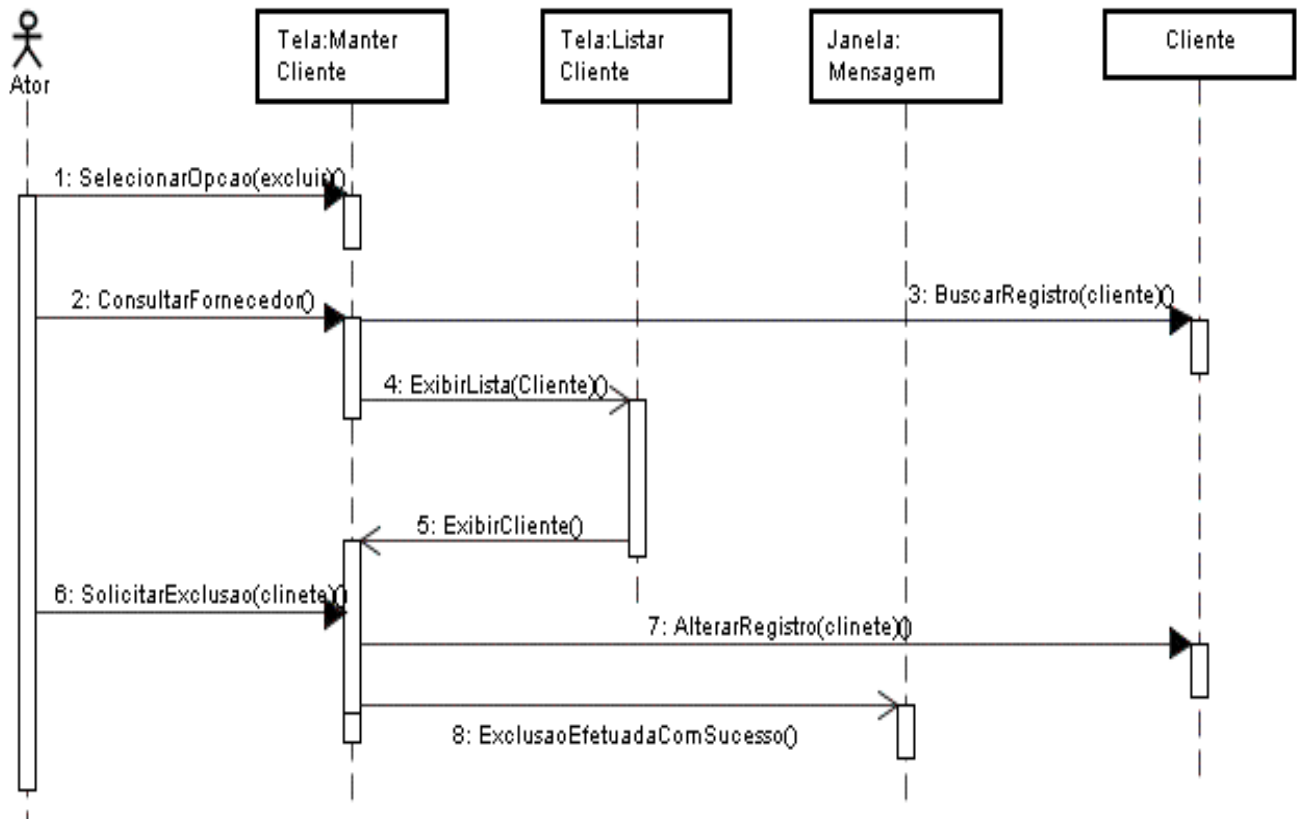 Ator
Tela:Manter
Cliente
Tela:Listar
Cliente
Janela:
Mensagem
Cliente
1: SelecionarOpcao(excluir)()
2: ConsultarFornecedor()
3: BuscarRegistro(cliente)()
4: ExibirLista(Cliente)()
5: ExibirCliente()
6: SolicitarExclusao(clinete)()
7: AlterarRegistro(clinete)()
8: ExclusaoEfetuadaComSucesso()